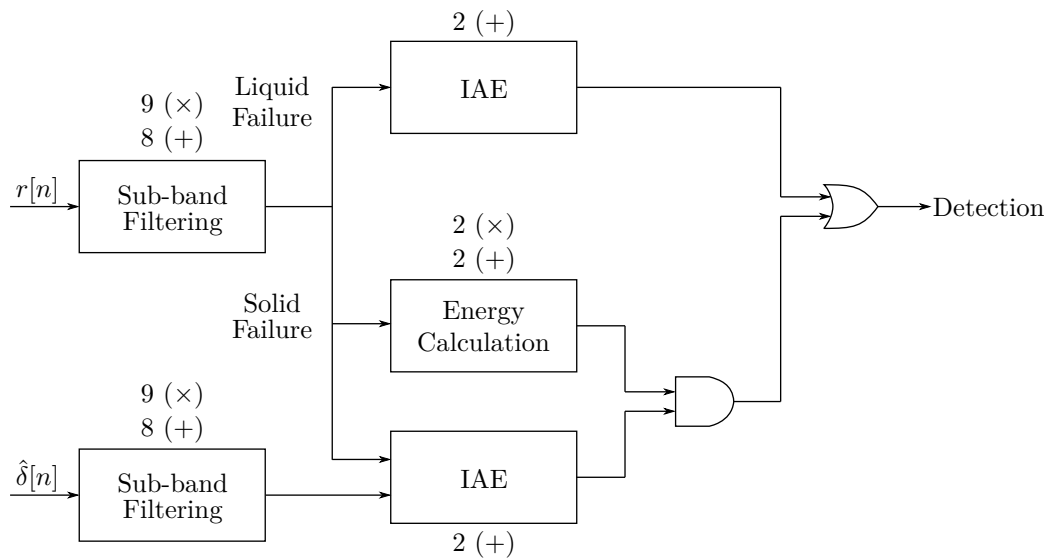 2 (+)
IAE
Liquid
Failure
9 (×)
8 (+)
r[n]
Sub-band
Filtering
Detection
2 (×)
2 (+)
Solid
Failure
Energy
Calculation
9 (×)
8 (+)
δ̂[n]
Sub-band
Filtering
IAE
2 (+)